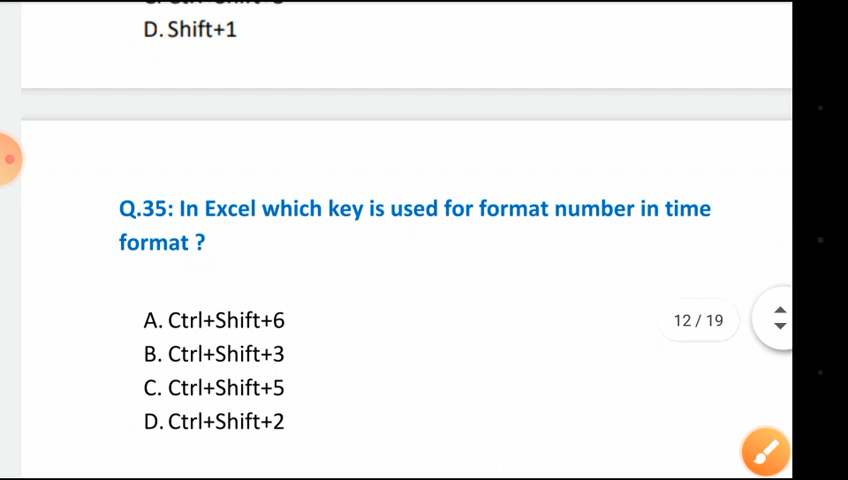 D. Shift+1
Q.35: In Excel which key is used for format number in time
format ?
A. Ctrl+Shift+6
B. Ctrl+Shift+3
12 / 19
C. Ctrl+Shift+5
D. Ctrl+Shift+2